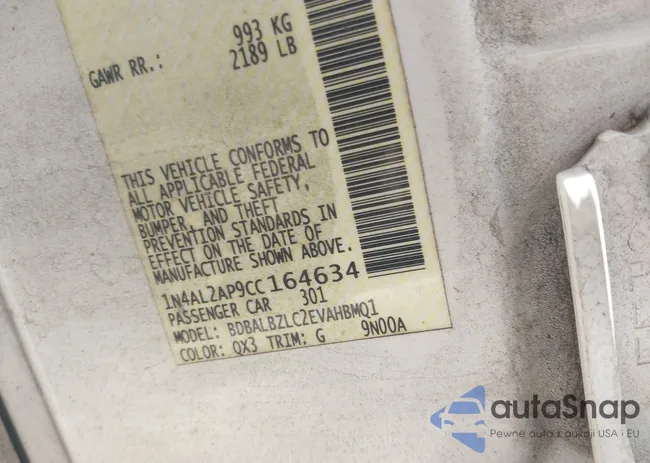 993 KG
GAWR RR.: 2189 LB
THIS VEHICLE CONFORMS TO
ALL APPLICABLE FEDERAL
MOTOR VEHICLE SAFETY,
BUMPER, AND THEFT
PREVENTION STANDARDS IN
EFFECT ON THE DATE OF
MANUFACTURE SHOWN ABOVE.
1N4AL2AP9CC164634
PASSENGER CAR 301
MODEL: BDBALBZLC2EVAHBMQ1
COLOR: QX3 TRIM: G 9N00A
autaSnap
Pewne auta z aukcji USA i EU